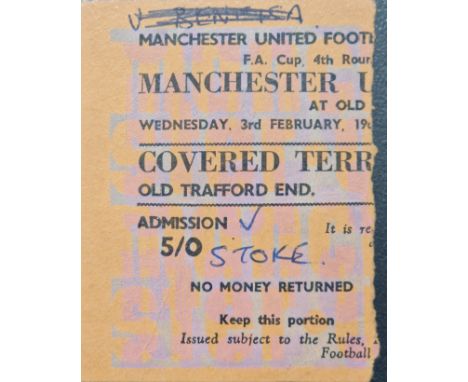 V BENFICA.
MANCHESTER UNITED FOOT
F.A. Cup, 4th Roun
MANCHESTER U
AT OLD
WEDNESDAY, 3rd FEBRUARY, 19
COVERED TERR
OLD TRAFFORD END.
ADMISSION V
It is re
5/0 STOKE.
NO MONEY RETURNED
Keep this portion
Issued subject to the Rules,
Football